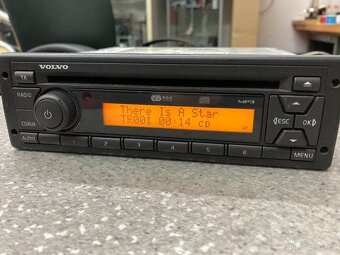 VOLVO
TA
MP3
RADIO
There Is A Star
TR001 00:14 CD
ESC
OK
CD/AUX
AUDIO
1 2 3 4 5 6
MENU